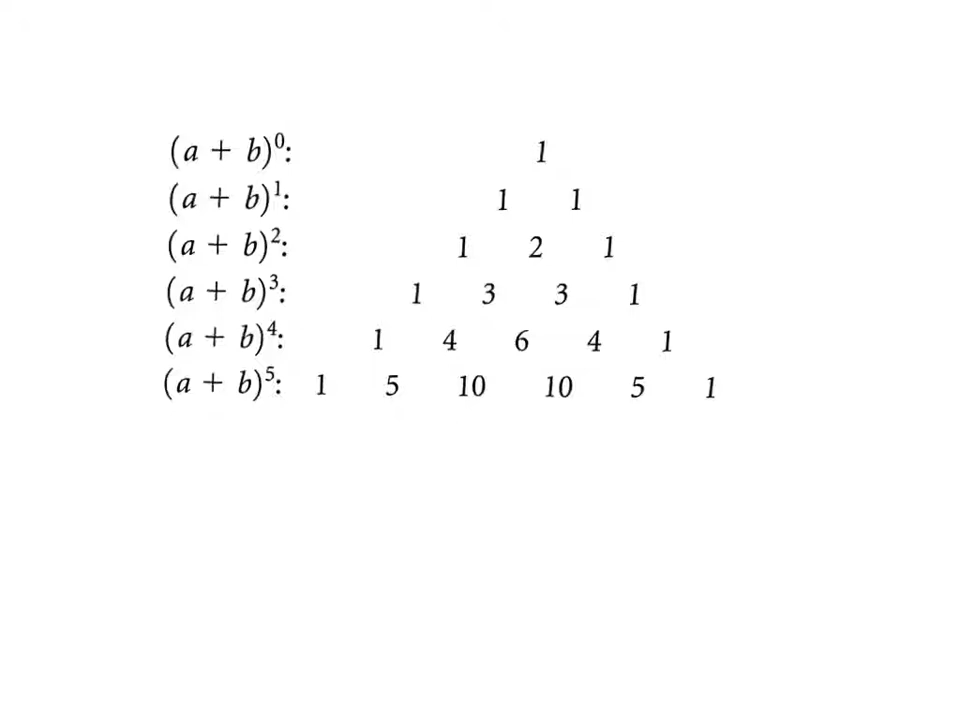 (a + b)⁰: 1
(a + b)¹: 1 1
(a + b)²: 1 2 1
(a + b)³: 1 3 3 1
(a + b)⁴: 1 4 6 4 1
(a + b)⁵: 1 5 10 10 5 1